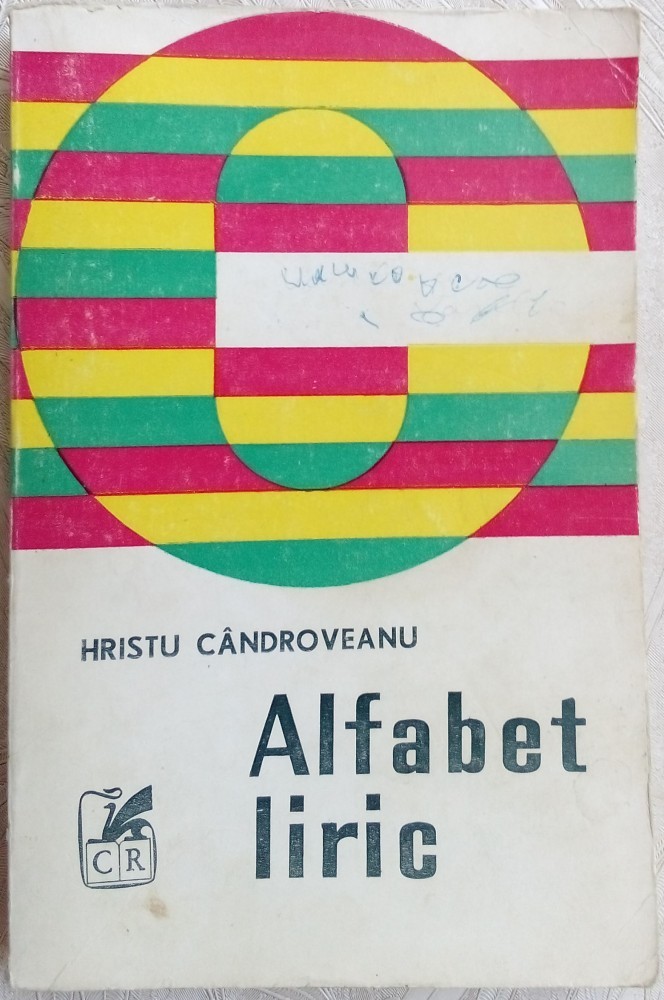 HRISTU CÂNDROVEANU
Alfabet
liric
CR